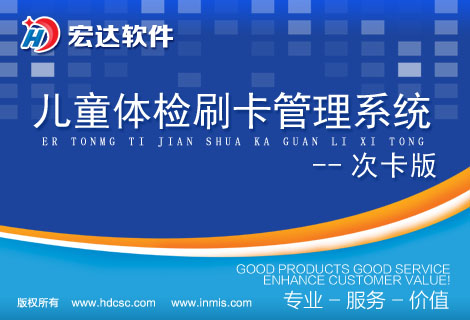 HD 宏达软件
儿童体检刷卡管理系统
ER TONMG TI JIAN SHUA KA GUAN LI XI TONG
-- 次卡版
GOOD PRODUCTS GOOD SERVICE
ENHANCE CUSTOMER VALUE!
版权所有 www.hdcsc.com www.inmis.com 专业－服务－价值